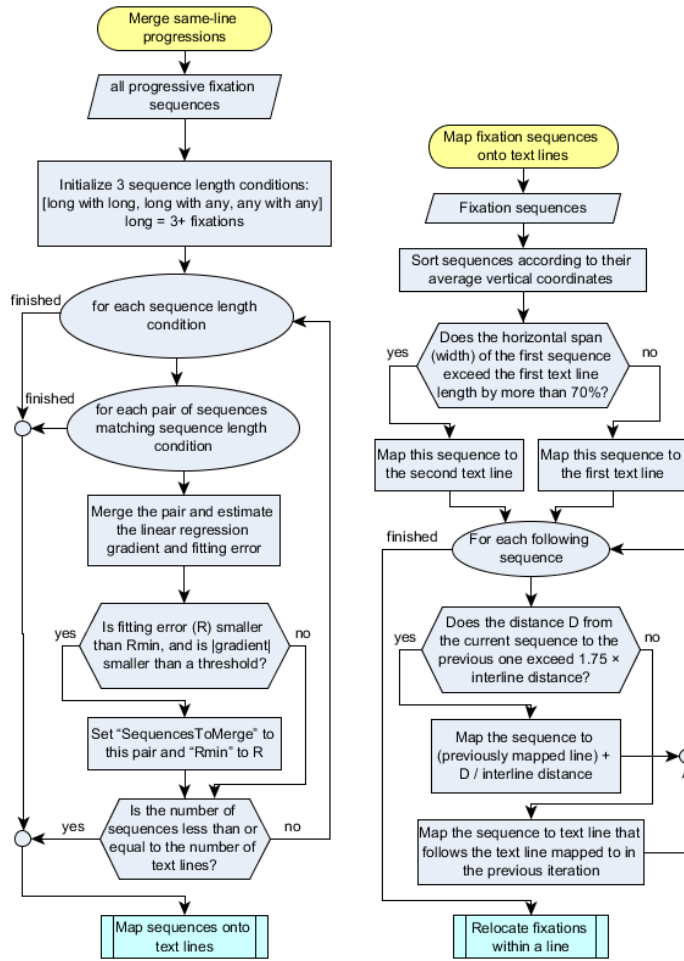 Merge same-line
progressions
all progressive fixation
sequences
Initialize 3 sequence length conditions:
[long with long, long with any, any with any]
long = 3+ fixations
finished
for each sequence length
condition
finished
for each pair of sequences
matching sequence length
condition
Merge the pair and estimate
the linear regression
gradient and fitting error
yes
Is fitting error (R) smaller
than Rmin, and is |gradient|
smaller than a threshold?
no
Set “SequencesToMerge” to
this pair and “Rmin” to R
yes
Is the number of
sequences less than or
equal to the number of
text lines?
no
Map sequences onto
text lines
Map fixation sequences
onto text lines
Fixation sequences
Sort sequences according to their
average vertical coordinates
yes
Does the horizontal span
(width) of the first sequence
exceed the first text line
length by more than 70%?
no
Map this sequence to
the second text line
Map this sequence to
the first text line
finished
For each following
sequence
yes
Does the distance D from
the current sequence to the
previous one exceed 1.75 ×
interline distance?
no
Map the sequence to
(previously mapped line) +
D / interline distance
Map the sequence to text line that
follows the text line mapped to in
the previous iteration
Relocate fixations
within a line